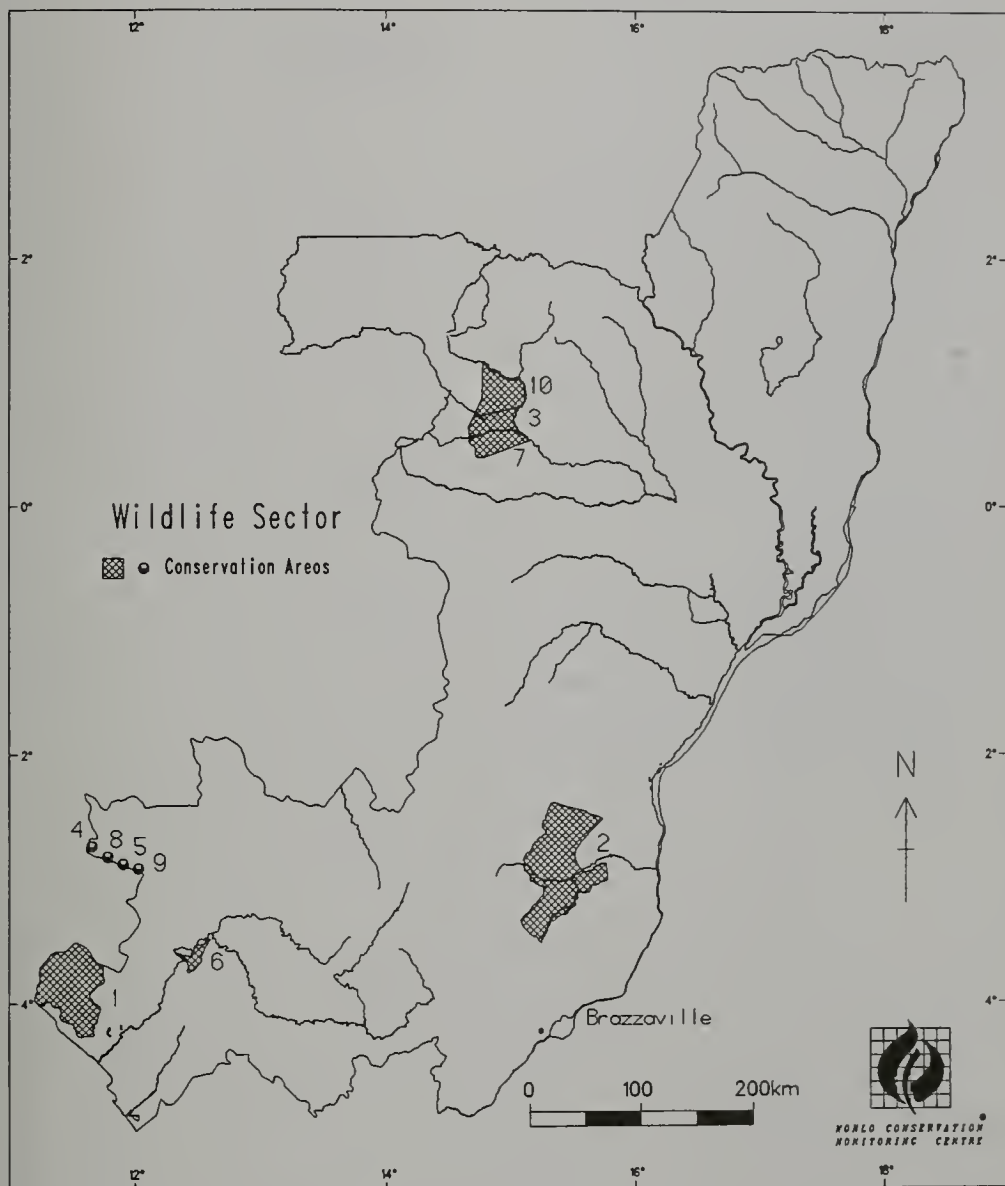 12° 14° 16° 18°
2° 2°
10
3
7
0° 0°
Wildlife Sector
Conservation Areas
2° 2°
N
4 8 5 9
2
6
1
4° 4°
Brazzaville
0 100 200km
WORLD CONSERVATION
MONITORING CENTRE
12° 14° 16° 18°